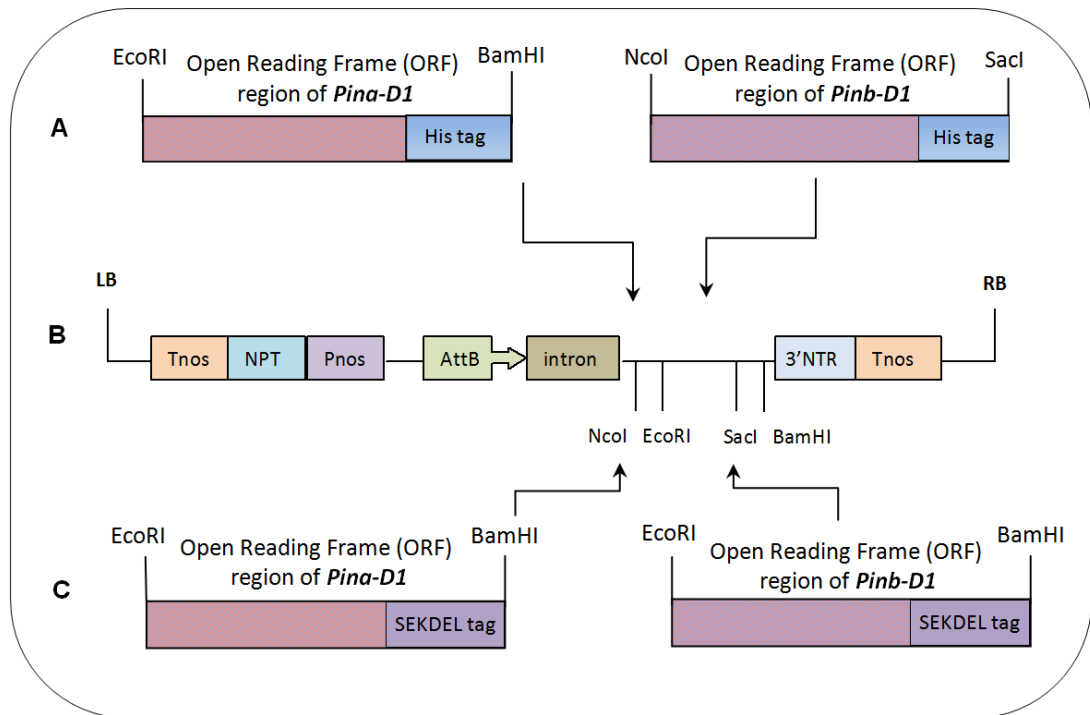 EcoRI
Open Reading Frame (ORF)
region of Pina-D1
BamHI
His tag
NcoI
Open Reading Frame (ORF)
region of Pinb-D1
SacI
His tag
A
LB
RB
B
Tnos
NPT
Pnos
AttB
intron
3'NTR
Tnos
NcoI
EcoRI
SacI
BamHI
EcoRI
Open Reading Frame (ORF)
region of Pina-D1
BamHI
SEKDEL tag
EcoRI
Open Reading Frame (ORF)
region of Pinb-D1
BamHI
SEKDEL tag
C